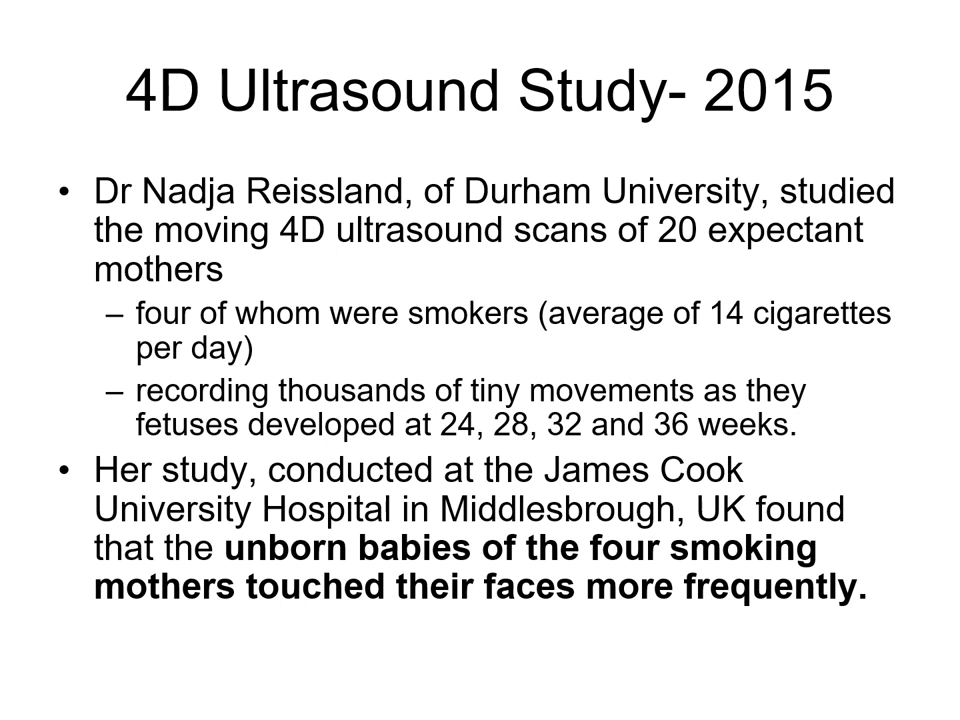 4D Ultrasound Study- 2015
• Dr Nadja Reissland, of Durham University, studied
the moving 4D ultrasound scans of 20 expectant
mothers
– four of whom were smokers (average of 14 cigarettes
per day)
– recording thousands of tiny movements as they
fetuses developed at 24, 28, 32 and 36 weeks.
• Her study, conducted at the James Cook
University Hospital in Middlesbrough, UK found
that the unborn babies of the four smoking
mothers touched their faces more frequently.